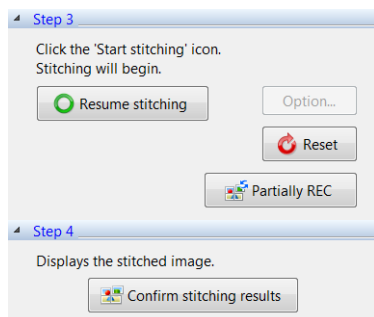 Step 3
Click the 'Start stitching' icon.
Stitching will begin.
Resume stitching
Option...
Reset
Partially REC
Step 4
Displays the stitched image.
Confirm stitching results